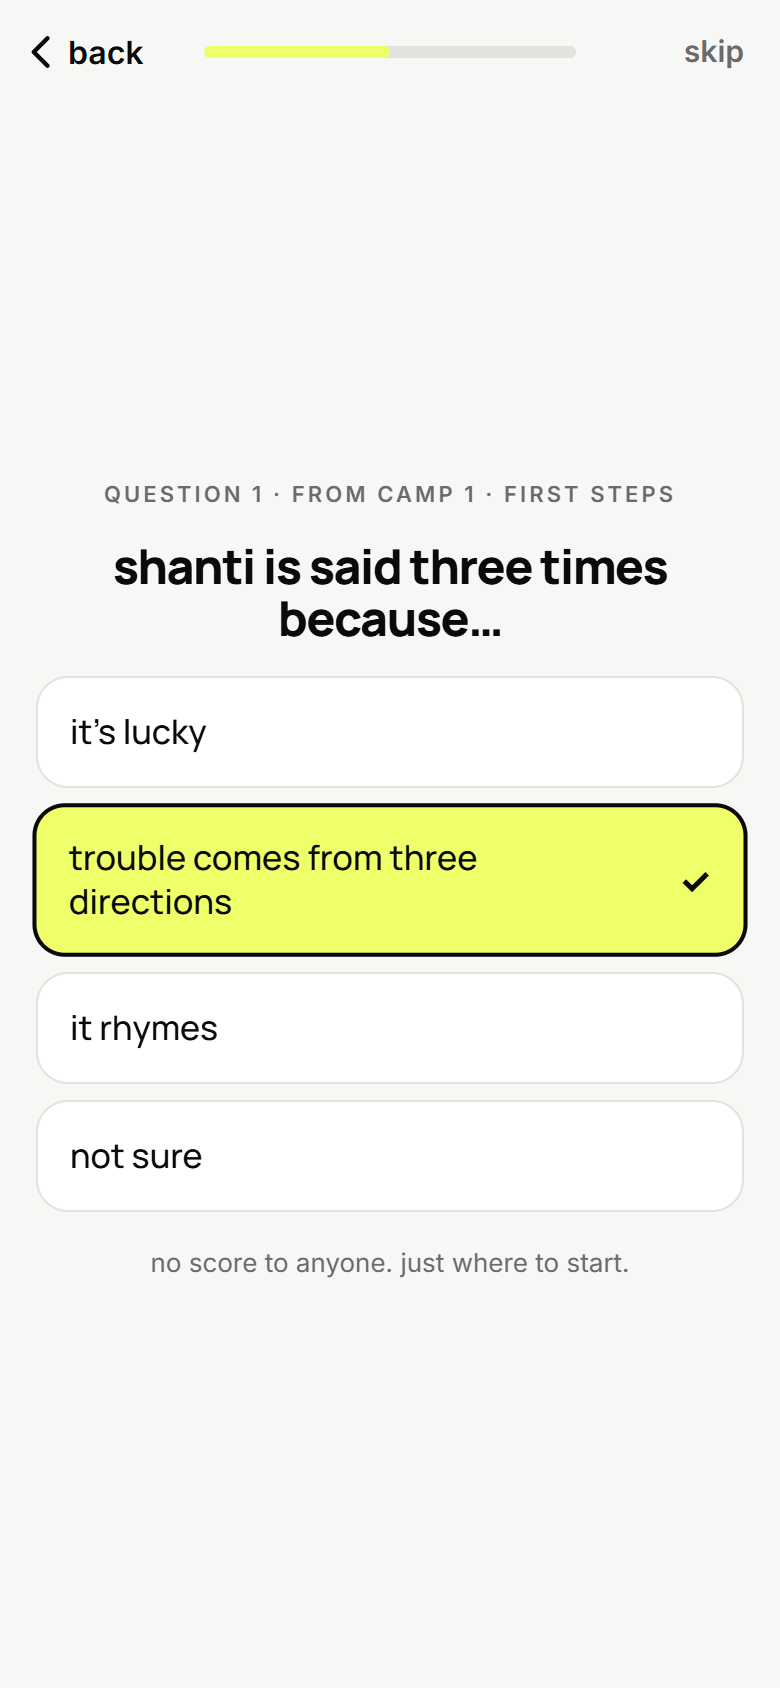 back
skip
QUESTION 1 · FROM CAMP 1 · FIRST STEPS
shanti is said three times
because...
it's lucky
trouble comes from three
directions
it rhymes
not sure
no score to anyone. just where to start.